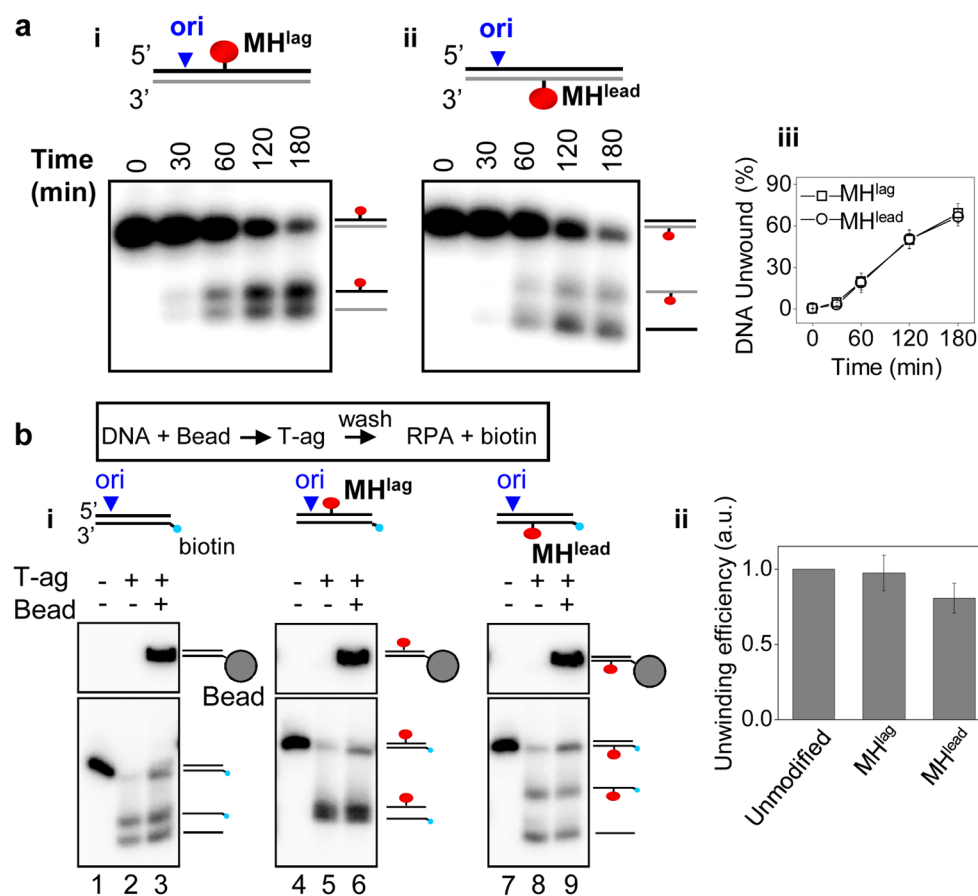 a
i
ori
MH^lag
5’
3’
ii
ori
MH^lead
5’
3’
Time
(min)
0 30 60 120 180
0 30 60 120 180
iii
DNA Unwound (%)
90
60
30
0
MH^lag
MH^lead
0 60 120 180
Time (min)
b
DNA + Bead → T-ag wash → RPA + biotin
i
ori
5’
3’
biotin
ori
MH^lag
ori
MH^lead
T-ag - + + - + + - + +
Bead - - + - - + - - +
Bead
1 2 3 4 5 6 7 8 9
ii
Unwinding efficiency (a.u.)
1.0
0.5
0.0
Unmodified
MH^lag
MH^lead